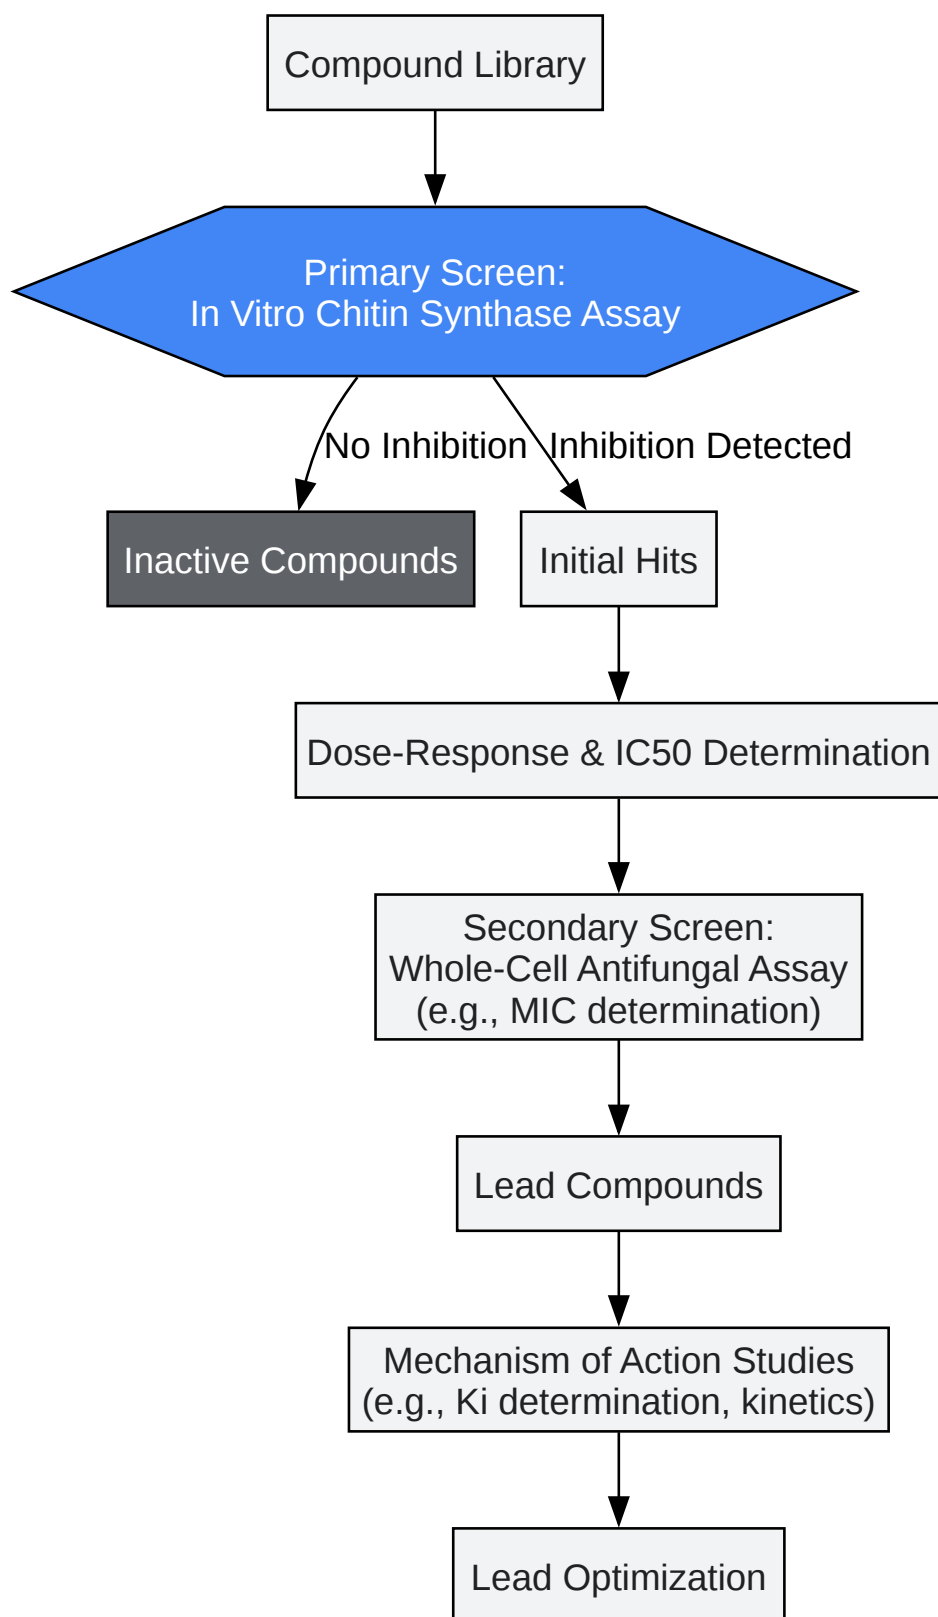 Compound Library
Primary Screen:
In Vitro Chitin Synthase Assay
No Inhibition
Inhibition Detected
Inactive Compounds
Initial Hits
Dose-Response & IC50 Determination
Secondary Screen:
Whole-Cell Antifungal Assay
(e.g., MIC determination)
Lead Compounds
Mechanism of Action Studies
(e.g., Ki determination, kinetics)
Lead Optimization